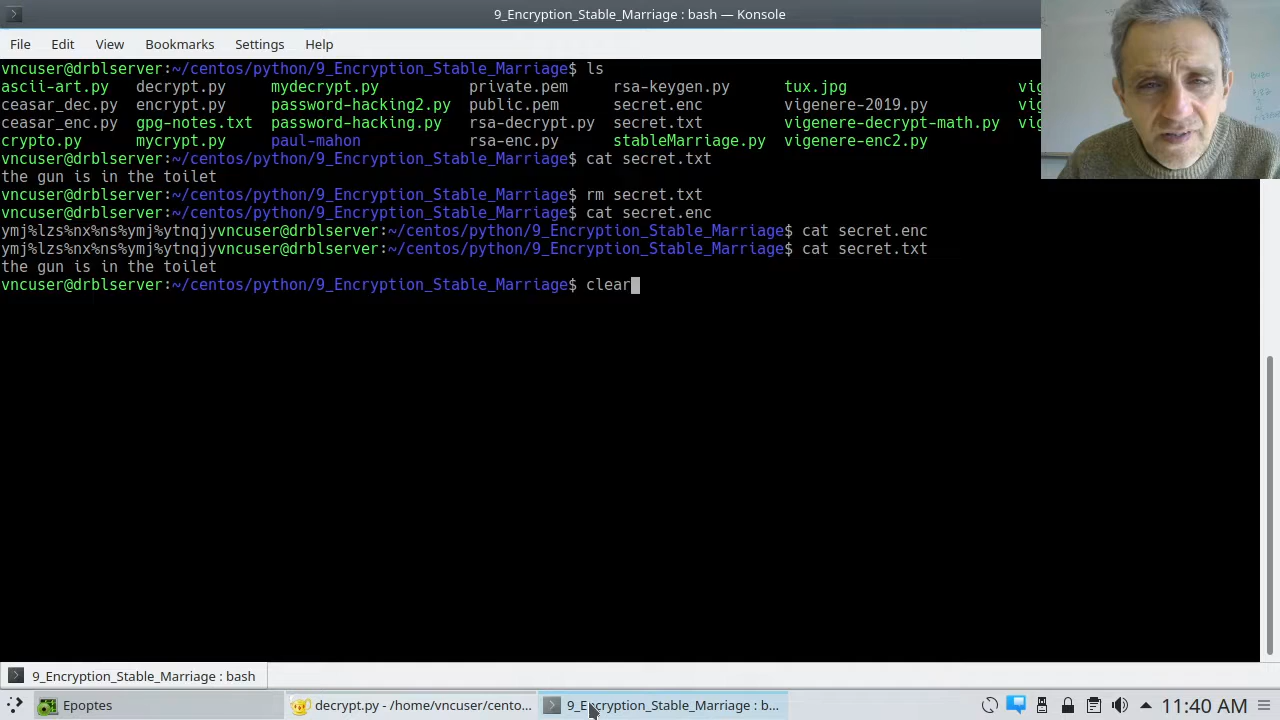 9_Encryption_Stable_Marriage : bash — Konsole
File Edit View Bookmarks Settings Help
vncuser@drblserver:~/centos/python/9_Encryption_Stable_Marriage$ ls
ascii-art.py decrypt.py mydecrypt.py private.pem rsa-keygen.py tux.jpg vig
ceasar_dec.py encrypt.py password-hacking2.py public.pem secret.enc vigenere-2019.py vig
ceasar_enc.py gpg-notes.txt password-hacking.py rsa-decrypt.py secret.txt vigenere-decrypt-math.py vig
crypto.py mycrypt.py paul-mahon rsa-enc.py stableMarriage.py vigenere-enc2.py
vncuser@drblserver:~/centos/python/9_Encryption_Stable_Marriage$ cat secret.txt
the gun is in the toilet
vncuser@drblserver:~/centos/python/9_Encryption_Stable_Marriage$ rm secret.txt
vncuser@drblserver:~/centos/python/9_Encryption_Stable_Marriage$ cat secret.enc
ymj%lzs%nx%ns%ymj%ytnqjyvncuser@drblserver:~/centos/python/9_Encryption_Stable_Marriage$ cat secret.enc
ymj%lzs%nx%ns%ymj%ytnqjyvncuser@drblserver:~/centos/python/9_Encryption_Stable_Marriage$ cat secret.txt
the gun is in the toilet
vncuser@drblserver:~/centos/python/9_Encryption_Stable_Marriage$ clear
9_Encryption_Stable_Marriage : bash
Epoptes decrypt.py - /home/vncuser/cento... 9_Encryption_Stable_Marriage : b... 11:40 AM